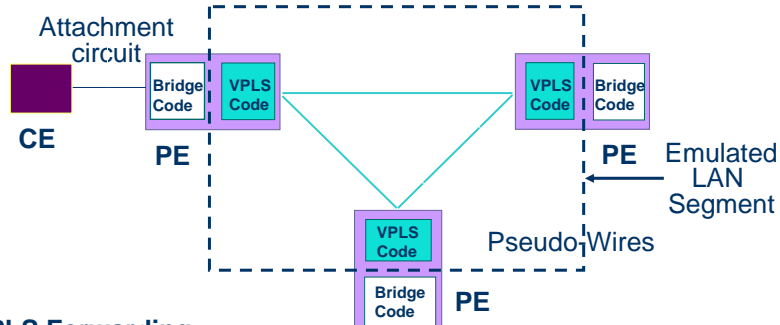 Attachment
circuit
Bridge
Code
VPLS
Code
VPLS
Code
Bridge
Code
CE
PE
PE
Emulated
LAN
Segment
VPLS
Code
Pseudo-Wires
Bridge
Code
PE